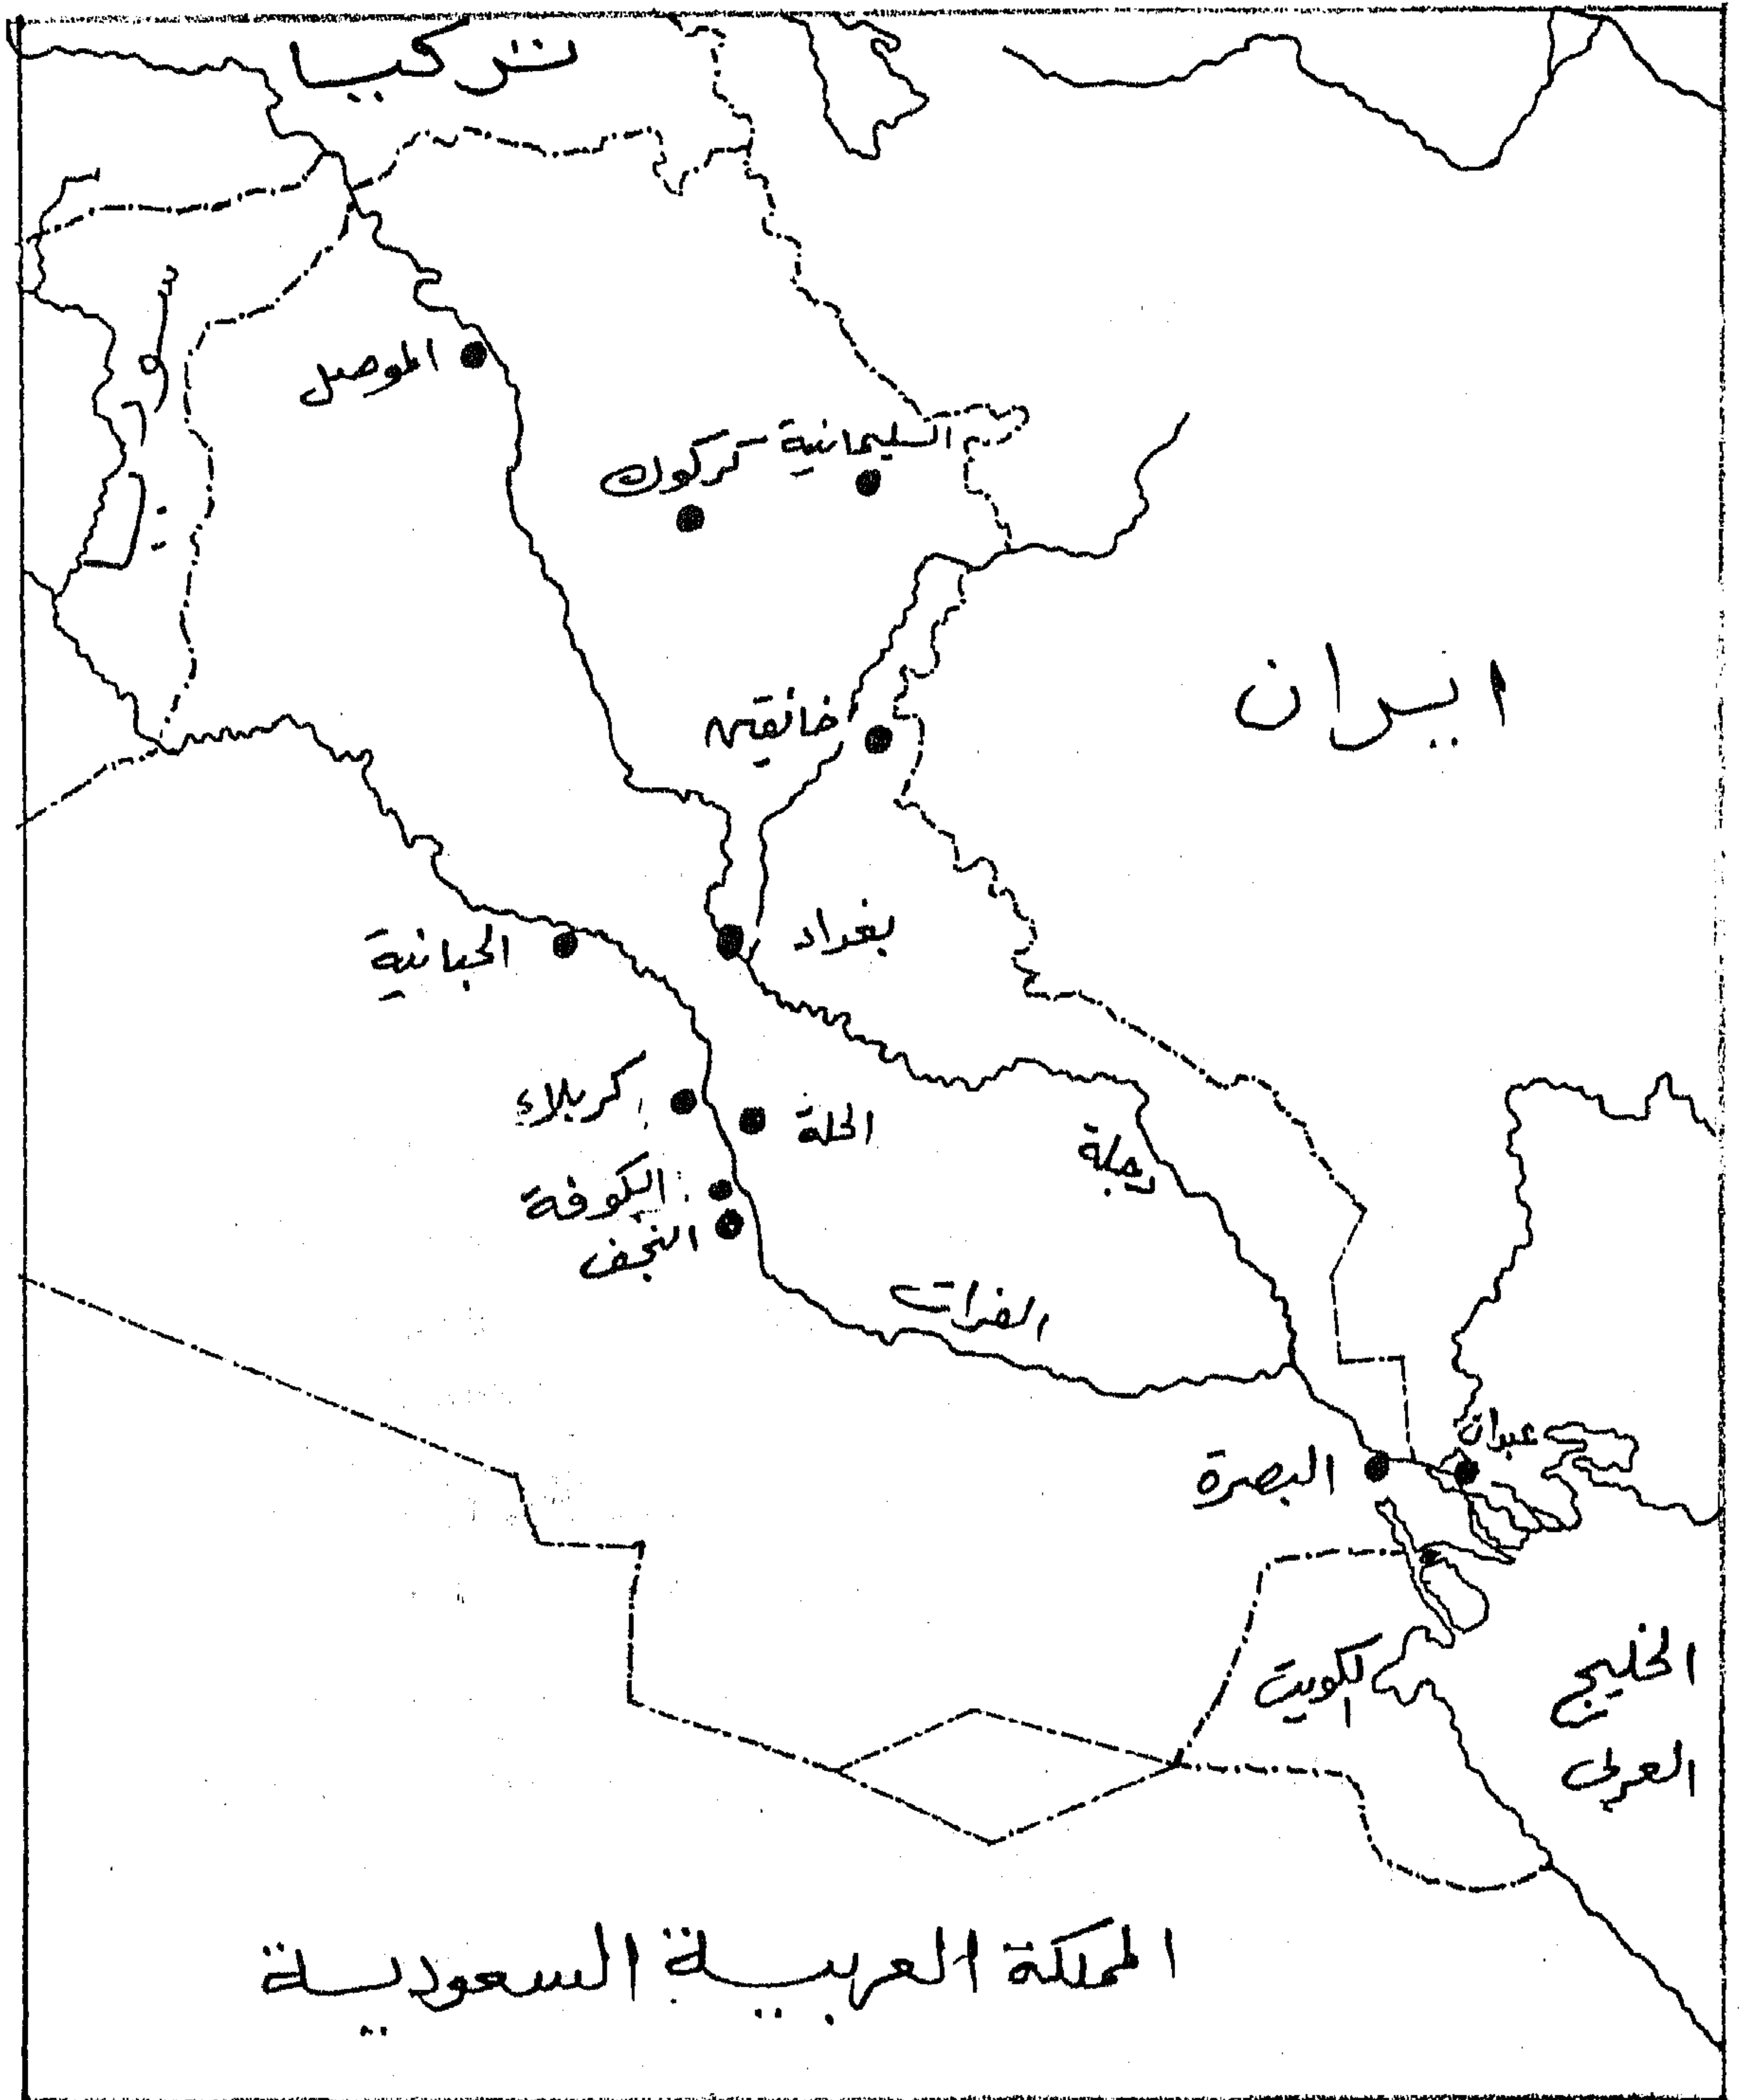 تركيا
سوريا
الموصل
السليمانية
كركوك
ايران
خانقين
بغداد
الحبانية
كربلاء
الحلة
دجلة
الكوفة
النجف
الفرات
عبدان
البصرة
الكويت
الخليج
العربي
المملكة العربية السعودية